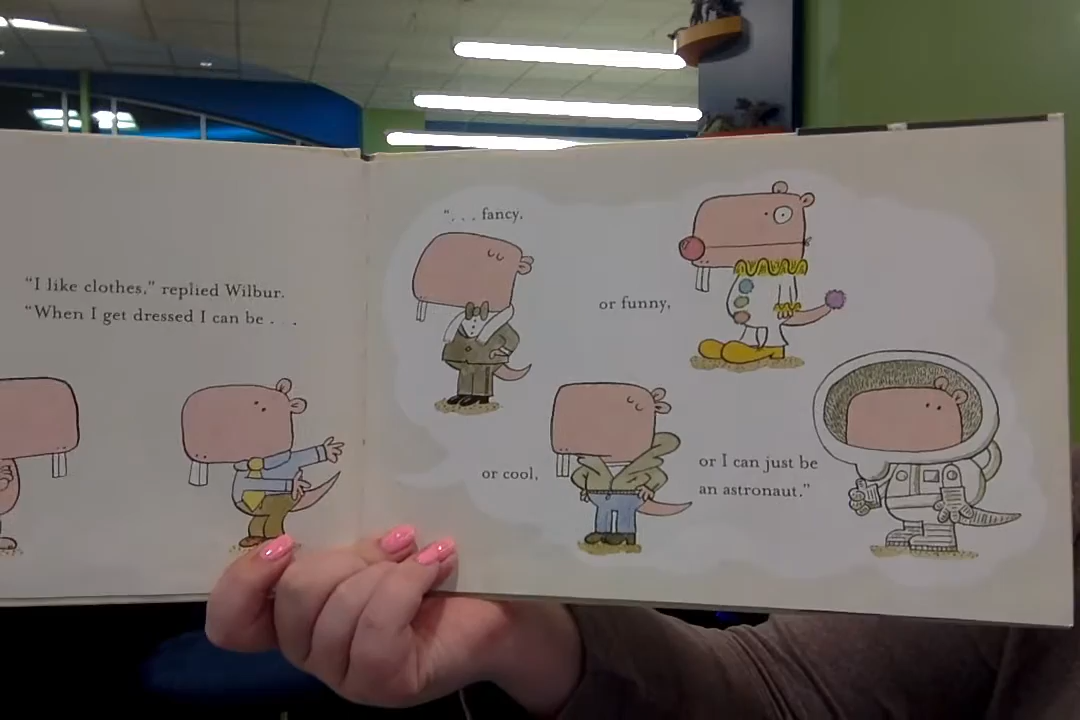 "I like clothes," replied Wilbur.
"When I get dressed I can be . . .
". . . fancy,
or funny,
or cool,
or I can just be
an astronaut."